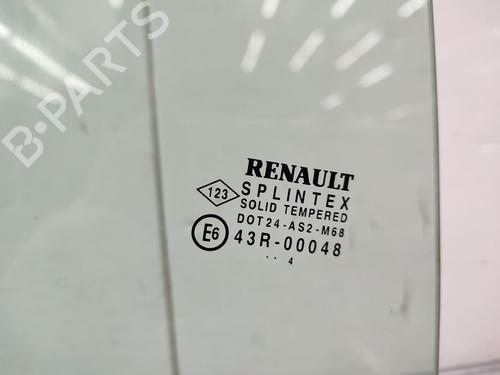 B-PARTS
RENAULT
123 SPLINTEX
SOLID TEMPERED
DOT24-AS2-M68
E6 43R-00048
.. 4